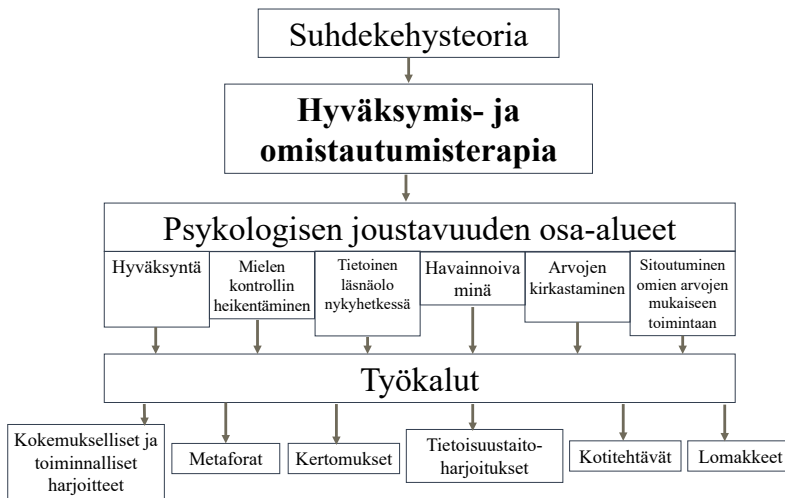 Suhdekehysteoria
Hyväksymis- ja
omistautumisterapia
Psykologisen joustavuuden osa-alueet
Hyväksyntä
Mielen
kontrollin
heikentäminen
Tietoinen
läsnäolo
nykyhetkessä
Havainnoiva
minä
Arvojen
kirkastaminen
Sitoutuminen
omien arvojen
mukaiseen
toimintaan
Työkalut
Kokemukselliset ja
toiminnalliset
harjoitteet
Metaforat
Kertomukset
Tietoisuustaito-
harjoitukset
Kotitehtävät
Lomakkeet